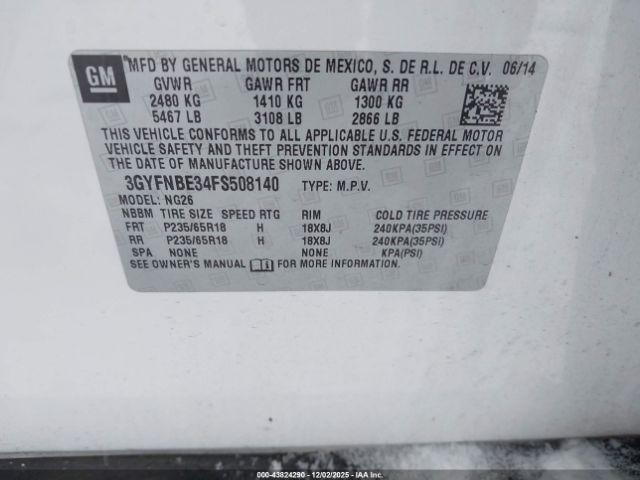 GM
MFD BY GENERAL MOTORS DE MEXICO, S. DE R.L. DE C.V. 06/14
GVWR GAWR FRT GAWR RR
2480 KG 1410 KG 1300 KG
5467 LB 3108 LB 2866 LB
THIS VEHICLE CONFORMS TO ALL APPLICABLE U.S. FEDERAL MOTOR
VEHICLE SAFETY AND THEFT PREVENTION STANDARDS IN EFFECT ON THE
DATE OF MANUFACTURE SHOWN ABOVE.
3GYFNBE34FS508140 TYPE: M.P.V.
MODEL: NG26
NBBM TIRE SIZE SPEED RTG RIM COLD TIRE PRESSURE
FRT P235/65R18 H 18X8J 240KPA(35PSI)
RR P235/65R18 H 18X8J 240KPA(35PSI)
SPA NONE NONE KPA(PSI)
SEE OWNER'S MANUAL FOR MORE INFORMATION.
000-43824290 - 12/02/2025 - IAAI.com